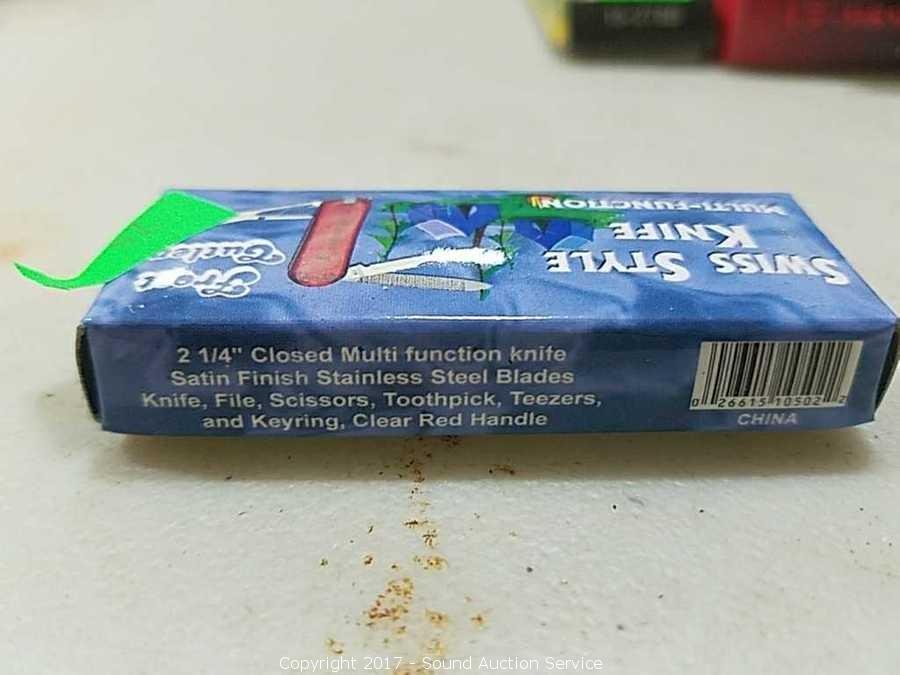 MULTI-FUNCTION
SWISS STYLE
KNIFE
Frost
Cutlery
2 1/4" Closed Multi function knife
Satin Finish Stainless Steel Blades
Knife, File, Scissors, Toothpick, Teezers,
and Keyring, Clear Red Handle
0 26615 10502 2
CHINA
Copyright 2017 - Sound Auction Service